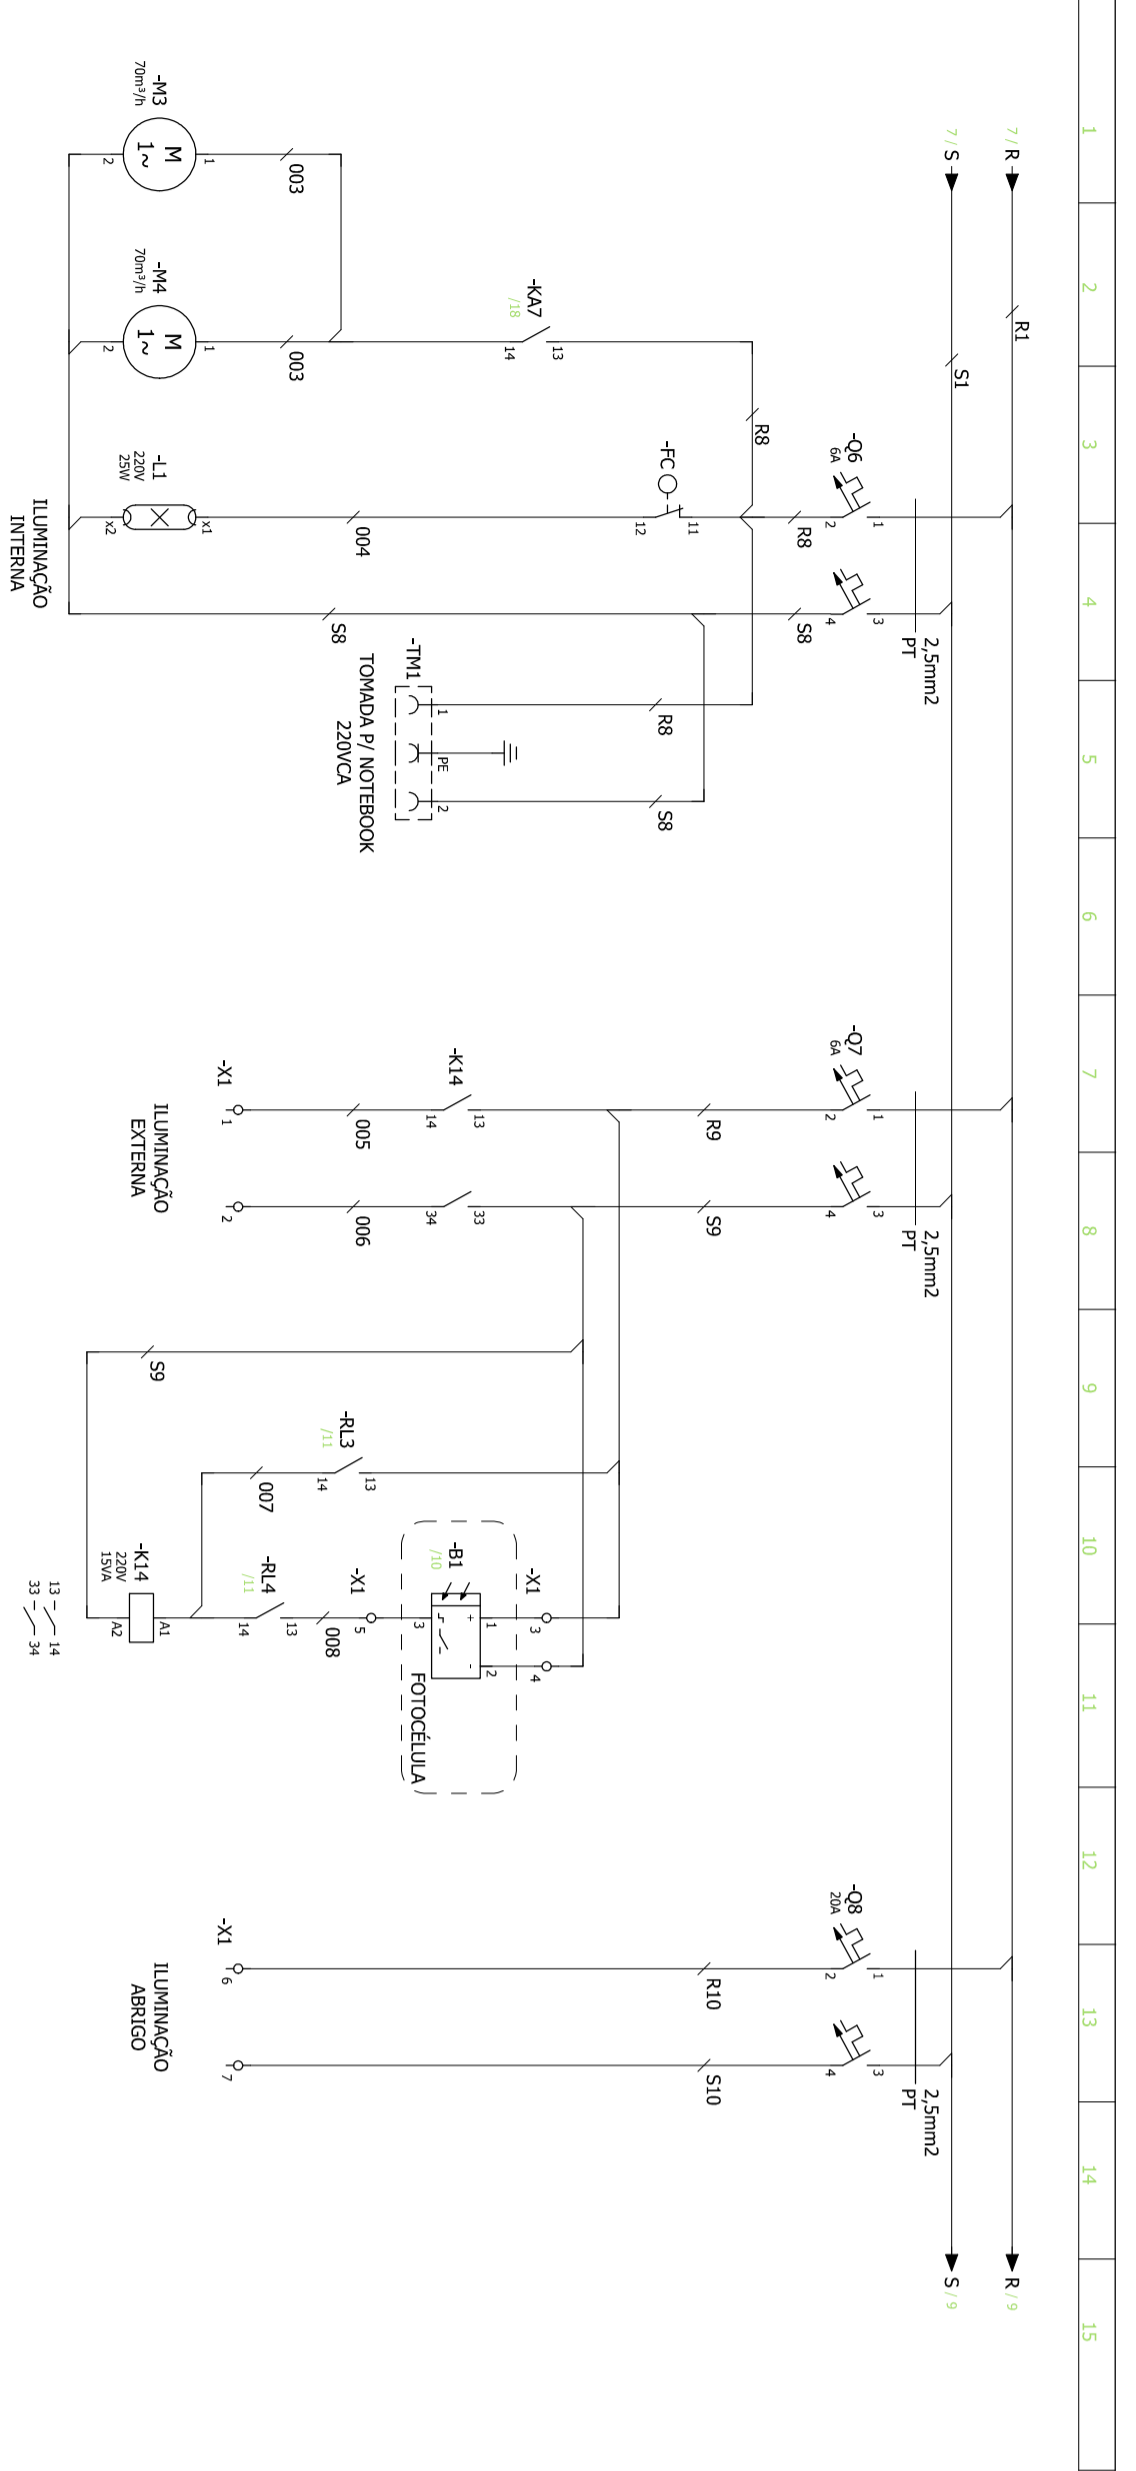 1
2
3
4
5
6
7
8
9
10
11
12
13
14
15
7/ R
R1
R / 9
7/ S
S1
S / 9
-Q6
6A
1
2
3
4
2,5mm2
PT
R8
S8
R8
-FC
11
12
-KA7
/18
13
14
003
003
004
S8
-M3
70m³/h
M
1~
1
2
-M4
70m³/h
M
1~
1
2
-L1
220V
25W
x1
x2
ILUMINAÇÃO
INTERNA
R8
S8
-TM1
1
PE
2
TOMADA P/ NOTEBOOK
220VCA
-Q7
6A
1
2
3
4
2,5mm2
PT
R9
S9
-K14
13
14
33
34
005
006
-X1
1
2
ILUMINAÇÃO
EXTERNA
S9
-RL3
/11
13
14
007
-X1
3
4
-B1
/10
+
-
1
2
3
FOTOCÉLULA
-X1
5
008
-RL4
/11
13
14
-K14
220V
15VA
A1
A2
13
14
33
34
-Q8
20A
1
2
3
4
2,5mm2
PT
R10
S10
-X1
6
7
ILUMINAÇÃO
ABRIGO